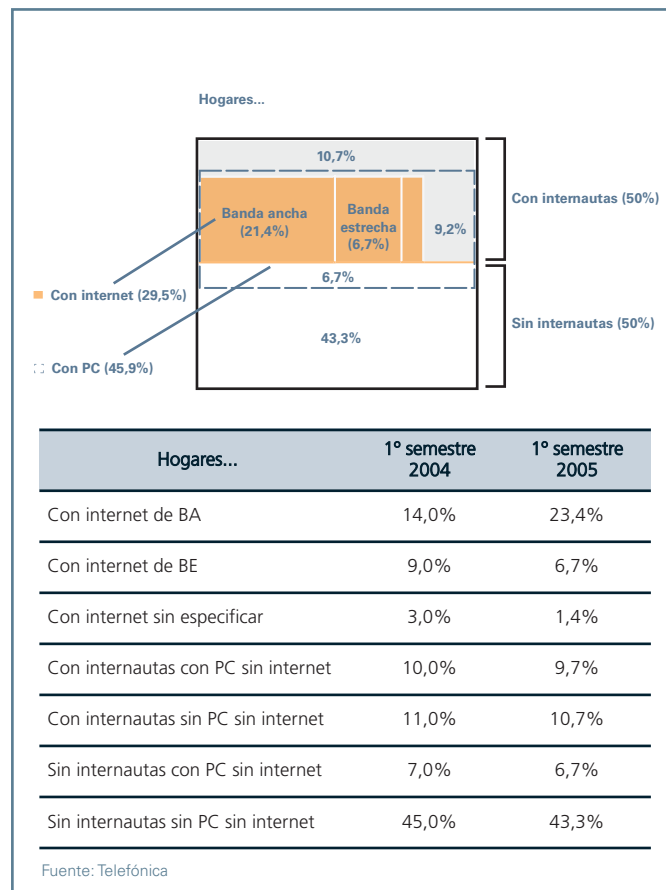 Hogares...
10,7%
Con internautas (50%)
Banda ancha
(21,4%)
Banda
estrecha
(6,7%)
9,2%
6,7%
Con internet (29,5%)
Sin internautas (50%)
43,3%
Con PC (45,9%)
Hogares... 1º semestre 2004 1º semestre 2005
Con internet de BA 14,0% 23,4%
Con internet de BE 9,0% 6,7%
Con internet sin especificar 3,0% 1,4%
Con internautas con PC sin internet 10,0% 9,7%
Con internautas sin PC sin internet 11,0% 10,7%
Sin internautas con PC sin internet 7,0% 6,7%
Sin internautas sin PC sin internet 45,0% 43,3%
Fuente: Telefónica